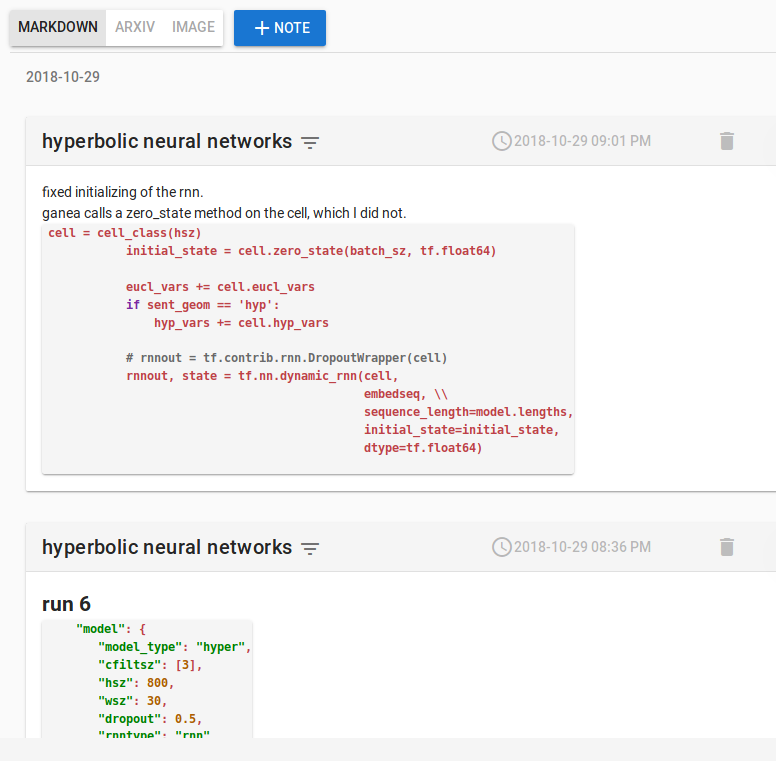 MARKDOWN ARXIV IMAGE + NOTE
2018-10-29
hyperbolic neural networks 2018-10-29 09:01 PM
fixed initializing of the rnn.
ganea calls a zero_state method on the cell, which I did not.
cell = cell_class(hsz)
initial_state = cell.zero_state(batch_sz, tf.float64)
eucl_vars += cell.eucl_vars
if sent_geom == 'hyp':
hyp_vars += cell.hyp_vars
# rnnout = tf.contrib.rnn.DropoutWrapper(cell)
rnnout, state = tf.nn.dynamic_rnn(cell,
embedseq, \\
sequence_length=model.lengths,
initial_state=initial_state,
dtype=tf.float64)
hyperbolic neural networks 2018-10-29 08:36 PM
run 6
"model": {
"model_type": "hyper",
"cfiltsz": [3],
"hsz": 800,
"wsz": 30,
"dropout": 0.5,
"rnntype": "rnn"